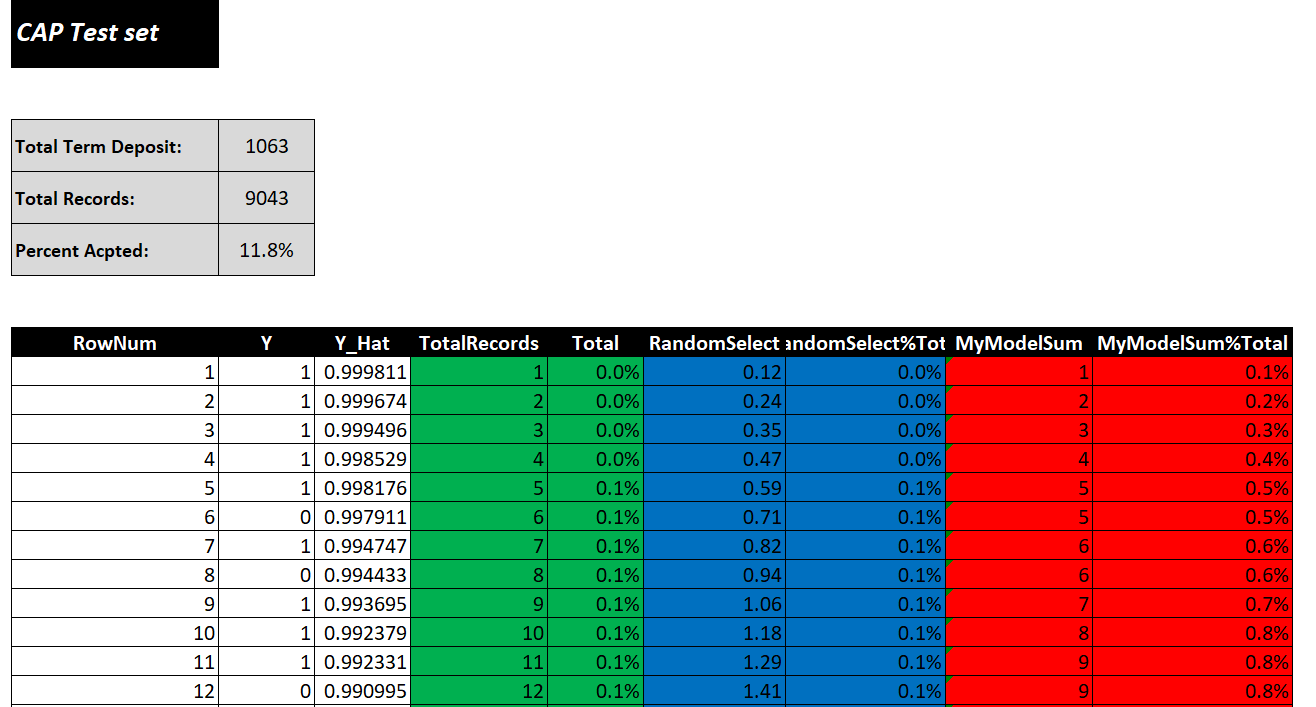 CAP Test set
Total Term Deposit: 1063
Total Records: 9043
Percent Acpted: 11.8%
RowNum Y Y_Hat TotalRecords Total RandomSelect andomSelect%Tot MyModelSum MyModelSum%Total
1 1 0.999811 1 0.0% 0.12 0.0% 1 0.1%
2 1 0.999674 2 0.0% 0.24 0.0% 2 0.2%
3 1 0.999496 3 0.0% 0.35 0.0% 3 0.3%
4 1 0.998529 4 0.0% 0.47 0.0% 4 0.4%
5 1 0.998176 5 0.1% 0.59 0.1% 5 0.5%
6 0 0.997911 6 0.1% 0.71 0.1% 5 0.5%
7 1 0.994747 7 0.1% 0.82 0.1% 6 0.6%
8 0 0.994433 8 0.1% 0.94 0.1% 6 0.6%
9 1 0.993695 9 0.1% 1.06 0.1% 7 0.7%
10 1 0.992379 10 0.1% 1.18 0.1% 8 0.8%
11 1 0.992331 11 0.1% 1.29 0.1% 9 0.8%
12 0 0.990995 12 0.1% 1.41 0.1% 9 0.8%